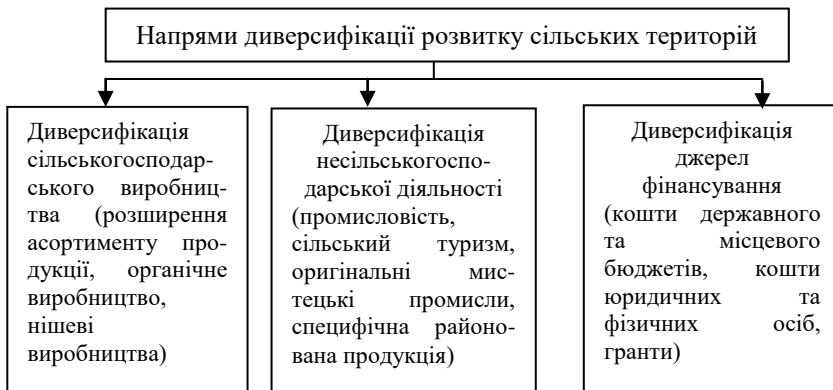 Напрями диверсифікації розвитку сільських територій
Диверсифікація
сільськогосподар-
ського виробниц-
тва (розширення
асортименту про-
дукції, органічне
виробництво,
нішеві
виробництва)
Диверсифікація
несільськогоспо-
дарської діяльності
(промисловість,
сільський туризм,
оригінальні мис-
тецькі промисли,
специфічна районо-
вана продукція)
Диверсифікація
джерел
фінансування
(кошти державного
та місцевого
бюджетів, кошти
юридичних та
фізичних осіб,
гранти)